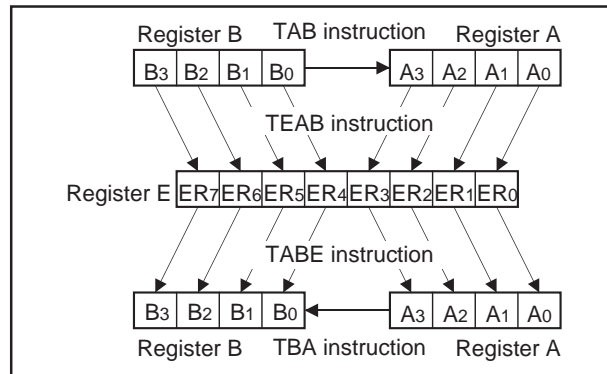 Register B TAB instruction Register A
B3 B2 B1 B0 A3 A2 A1 A0
TEAB instruction
Register E ER7 ER6 ER5 ER4 ER3 ER2 ER1 ER0
TABE instruction
B3 B2 B1 B0 A3 A2 A1 A0
Register B TBA instruction Register A